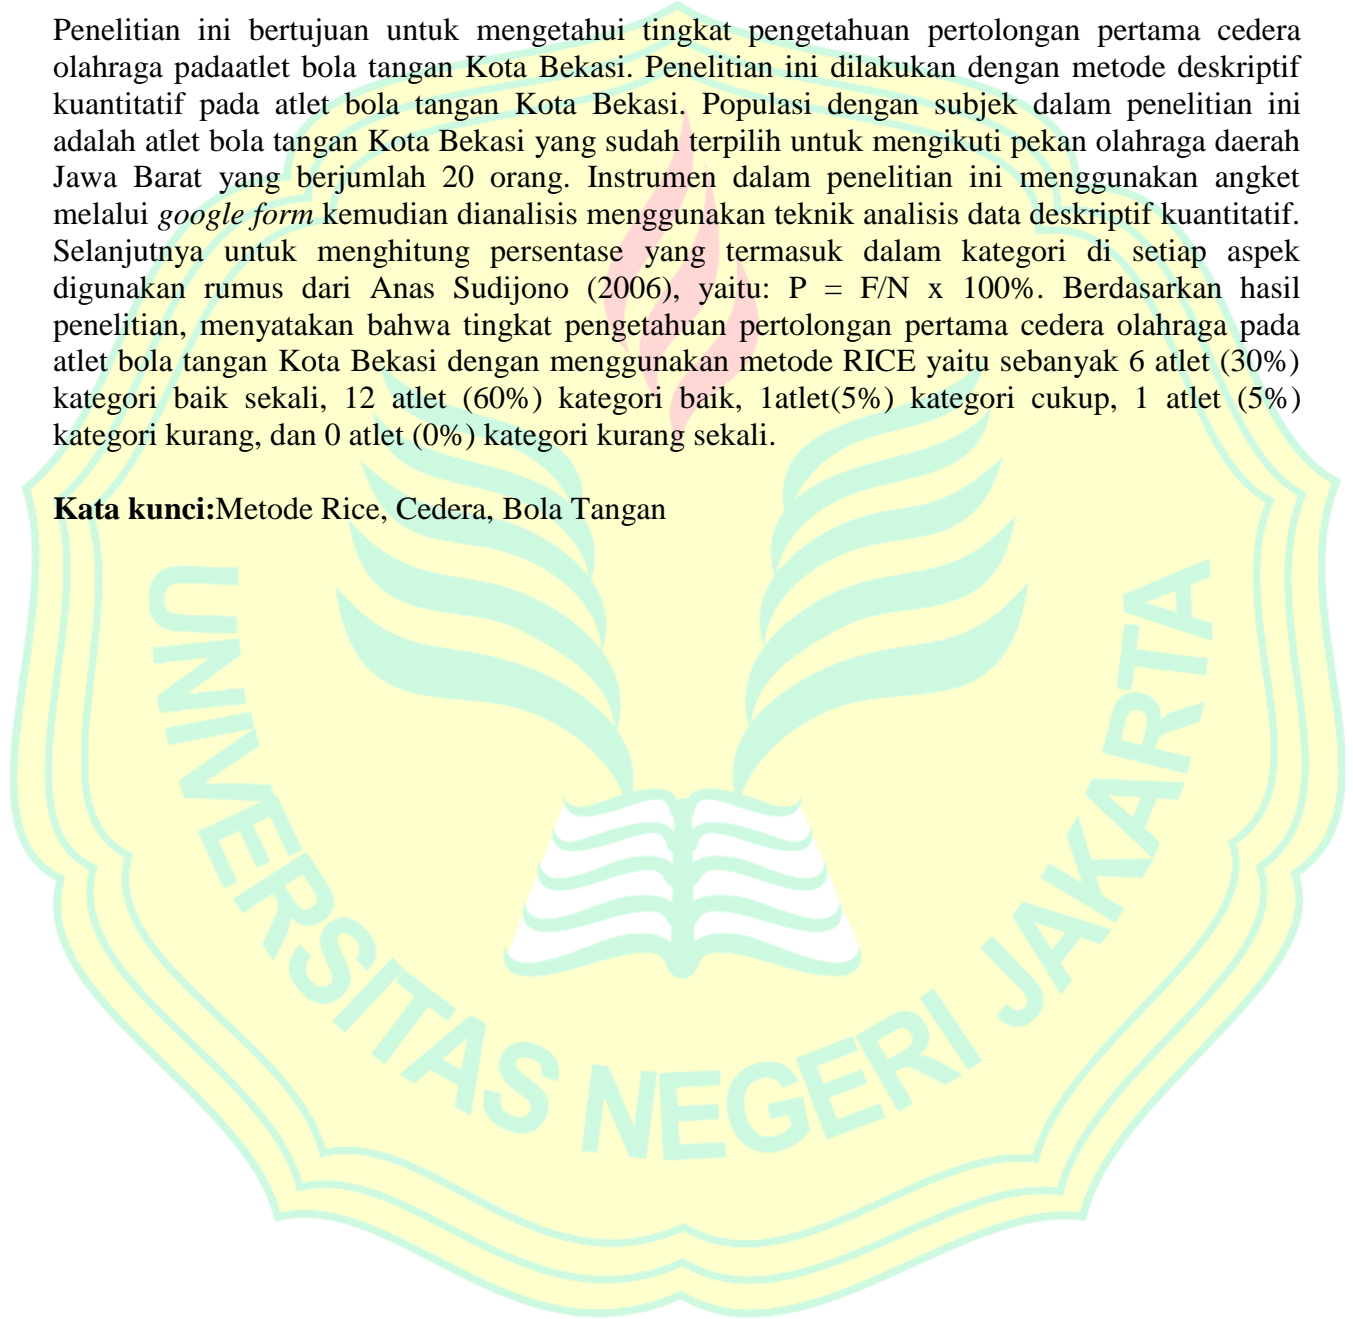 Penelitian ini bertujuan untuk mengetahui tingkat pengetahuan pertolongan pertama cedera
olahraga padaatlet bola tangan Kota Bekasi. Penelitian ini dilakukan dengan metode deskriptif
kuantitatif pada atlet bola tangan Kota Bekasi. Populasi dengan subjek dalam penelitian ini
adalah atlet bola tangan Kota Bekasi yang sudah terpilih untuk mengikuti pekan olahraga daerah
Jawa Barat yang berjumlah 20 orang. Instrumen dalam penelitian ini menggunakan angket
melalui google form kemudian dianalisis menggunakan teknik analisis data deskriptif kuantitatif.
Selanjutnya untuk menghitung persentase yang termasuk dalam kategori di setiap aspek
digunakan rumus dari Anas Sudijono (2006), yaitu: P = F/N x 100%. Berdasarkan hasil
penelitian, menyatakan bahwa tingkat pengetahuan pertolongan pertama cedera olahraga pada
atlet bola tangan Kota Bekasi dengan menggunakan metode RICE yaitu sebanyak 6 atlet (30%)
kategori baik sekali, 12 atlet (60%) kategori baik, 1atlet(5%) kategori cukup, 1 atlet (5%)
kategori kurang, dan 0 atlet (0%) kategori kurang sekali.
Kata kunci:Metode Rice, Cedera, Bola Tangan
UNIVERSITAS NEGERI JAKARTA